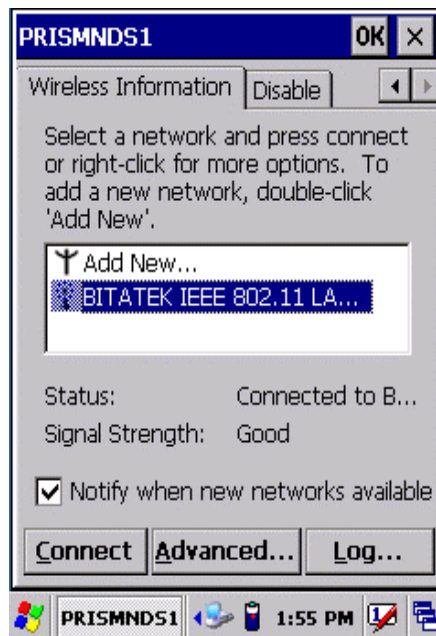 PRISMNDS1 OK ×
Wireless Information Disable
Select a network and press connect
or right-click for more options. To
add a new network, double-click
'Add New'.
Add New...
BITATEK IEEE 802.11 LA...
Status: Connected to B...
Signal Strength: Good
Notify when new networks available
Connect Advanced... Log...
PRISMNDS1 1:55 PM